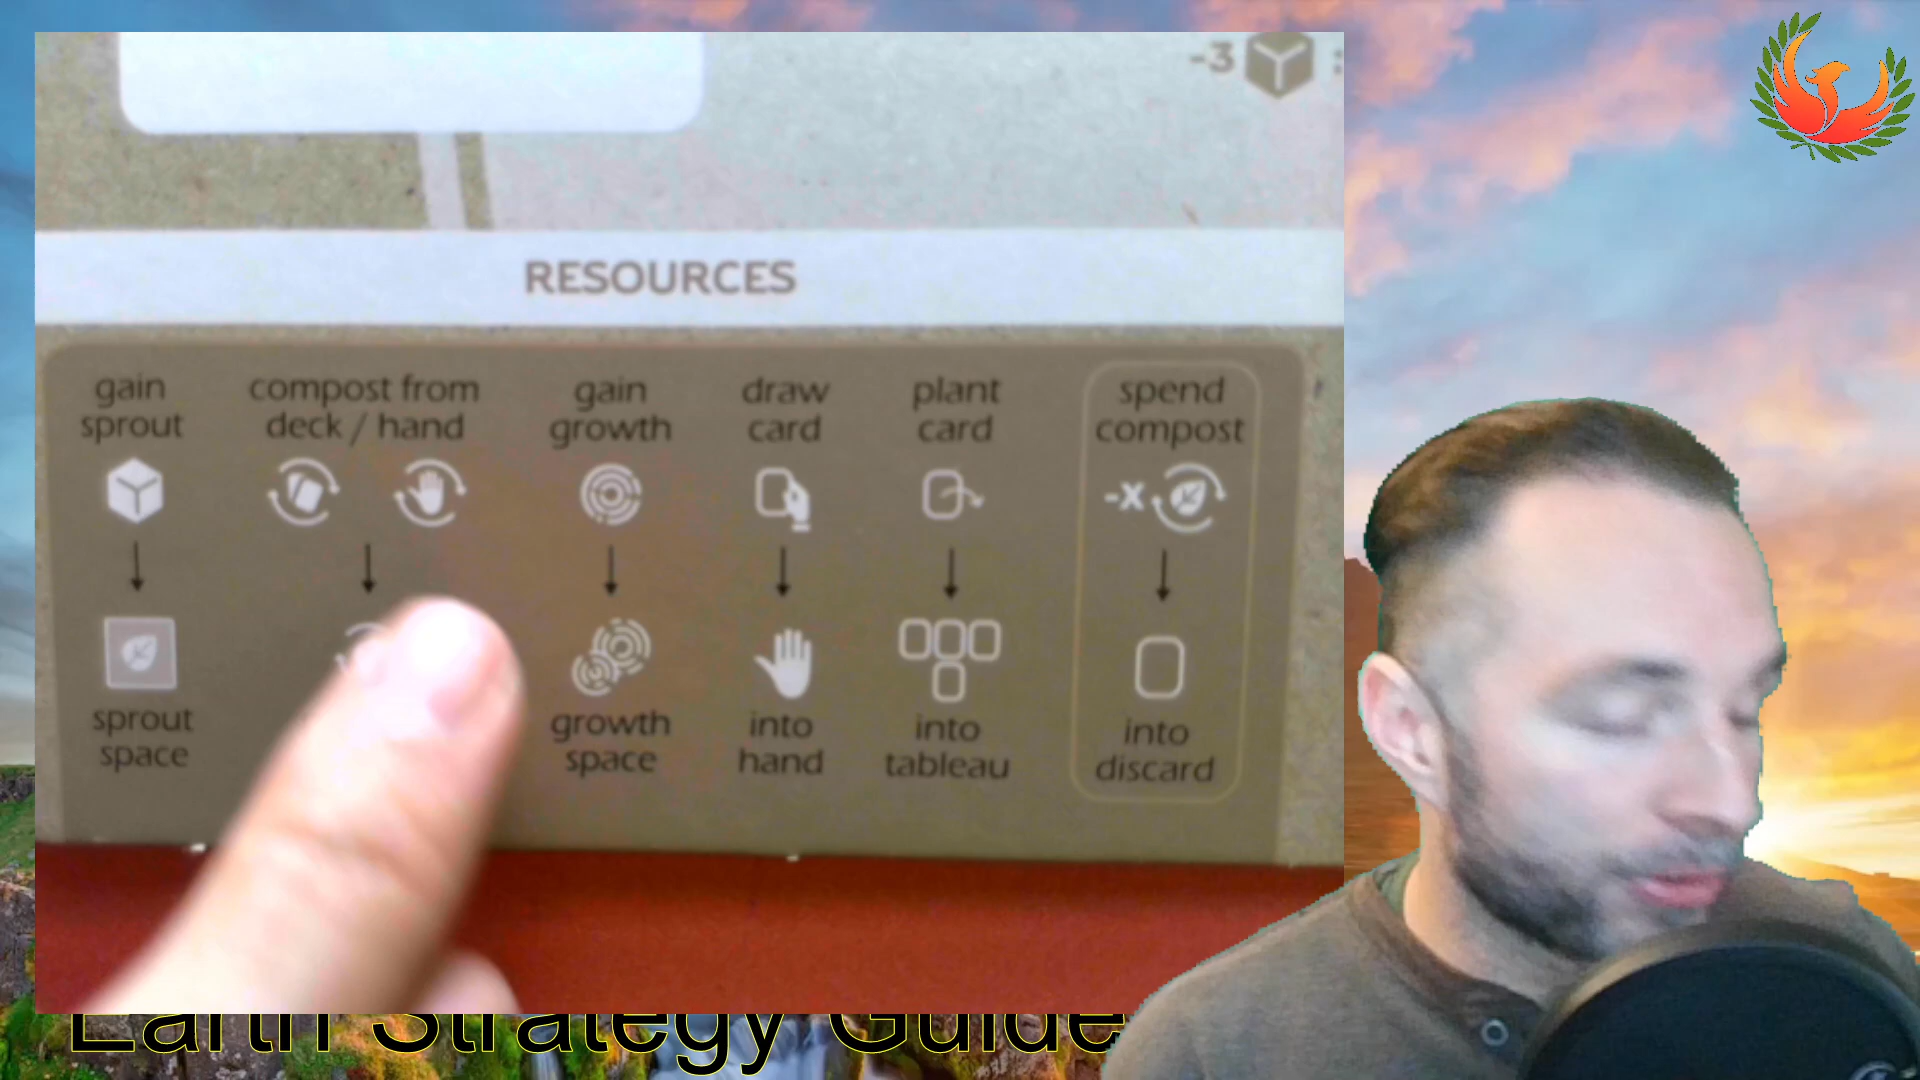 -3
RESOURCES
gain
sprout
compost from
deck / hand
gain
growth
draw
card
plant
card
spend
compost
-X
sprout
space
growth
space
into
hand
into
tableau
into
discard
Earth Strategy Guide